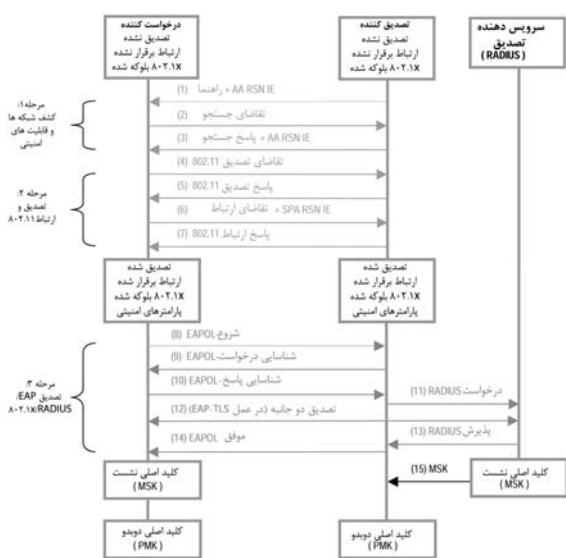 درخواست کننده
تصدیق نشده
ارتباط برقرار نشده
۸۰۲.۱X بلوکه شده
تصدیق کننده
تصدیق نشده
ارتباط برقرار نشده
۸۰۲.۱X بلوکه شده
سرویس دهنده
تصدیق
(RADIUS)
مرحله ۱:
کشف شبکه ها
و قابلیت های
امنیتی
(1) راهنما + AA RSN IE
(2) تقاضای جستجو
(3) پاسخ جستجو + AA RSN IE
مرحله ۲:
تصدیق و
ارتباط ۸۰۲.۱۱
(4) 802.11 تقاضای تصدیق
(5) 802.11 پاسخ تصدیق
(6) تقاضای ارتباط + SPA RSN IE
(7) 802.11 پاسخ ارتباط
تصدیق شده
ارتباط برقرار شده
۸۰۲.۱X بلوکه شده
پارامترهای امنیتی
تصدیق شده
ارتباط برقرار شده
۸۰۲.۱X بلوکه شده
پارامترهای امنیتی
مرحله ۳:
تصدیق EAP/
۸۰۲.۱X/RADIUS
(8) EAPOL-شروع
(9) EAPOL-شناسایی درخواست
(10) EAPOL-شناسایی پاسخ
(11) RADIUS درخواست
(12) تصدیق دو جانبه (در عمل EAP-TLS)
(13) RADIUS پذیرش
(14) EAPOL موفق
(15) MSK
کلید اصلی نشست
(MSK)
کلید اصلی نشست
(MSK)
کلید اصلی دوبدو
(PMK)
کلید اصلی دوبدو
(PMK)